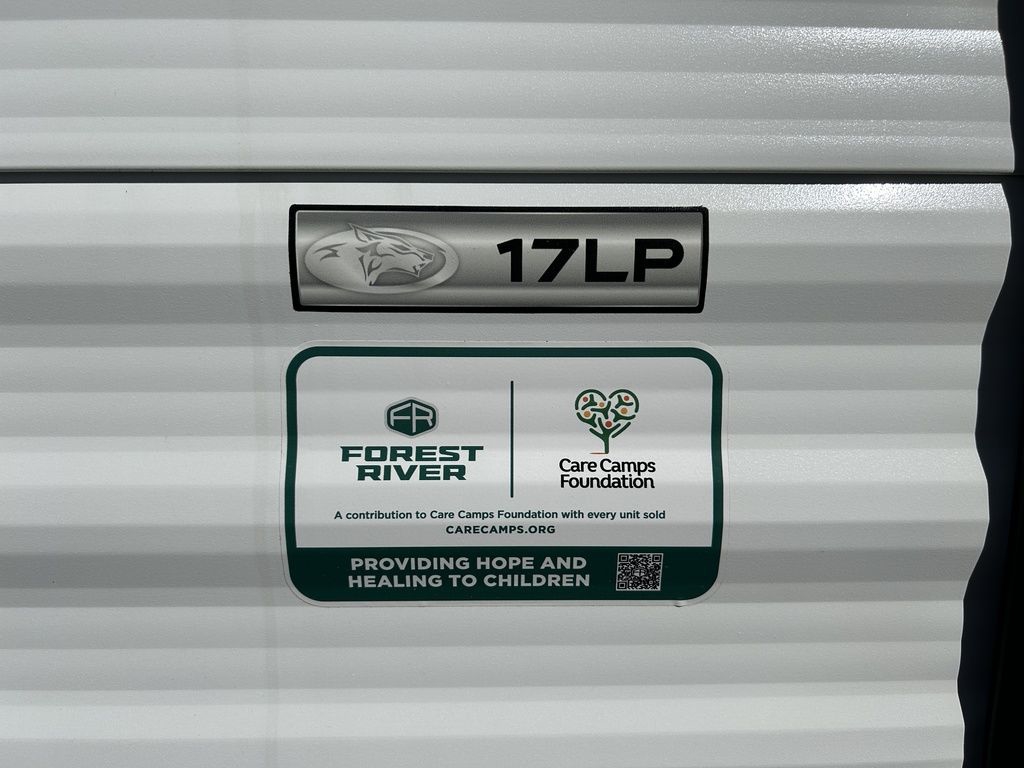 17LP
FR
FOREST
RIVER
Care Camps
Foundation
A contribution to Care Camps Foundation with every unit sold
CARECAMPS.ORG
PROVIDING HOPE AND
HEALING TO CHILDREN